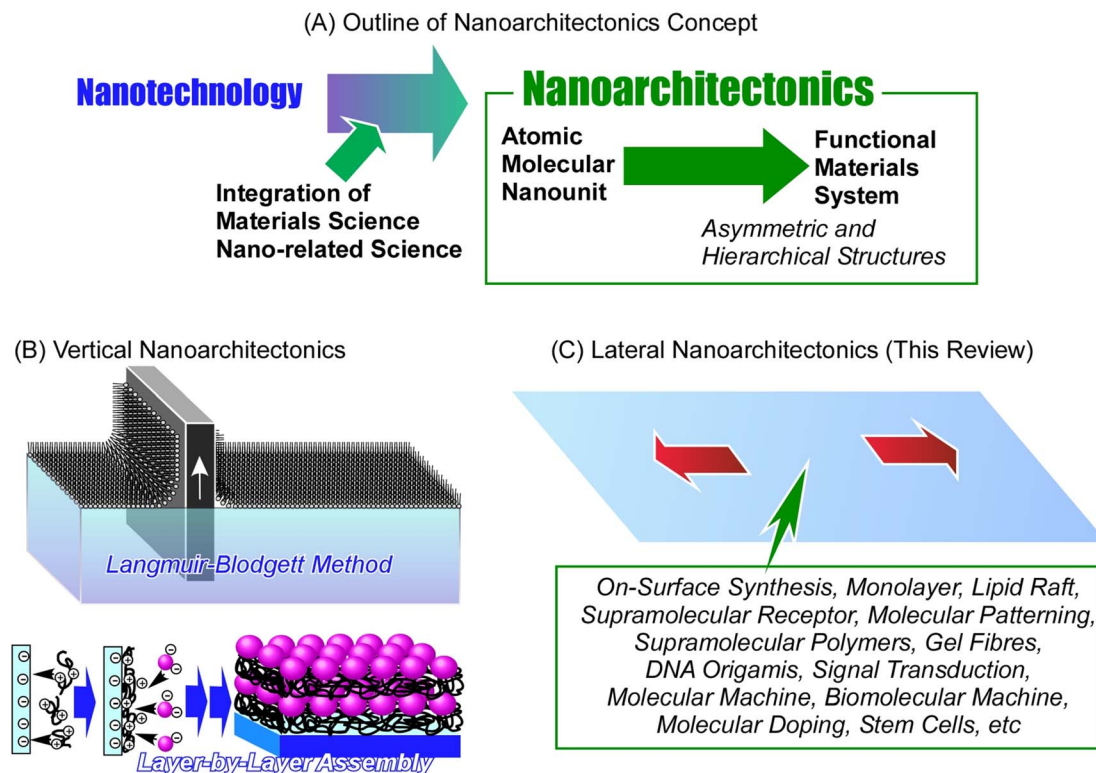 (A) Outline of Nanoarchitectonics Concept
Nanotechnology
Integration of
Materials Science
Nano-related Science
Nanoarchitectonics
Atomic
Molecular
Nanounit
Functional
Materials
System
Asymmetric and
Hierarchical Structures
(B) Vertical Nanoarchitectonics
Langmuir-Blodgett Method
Layer-by-Layer Assembly
(C) Lateral Nanoarchitectonics (This Review)
On-Surface Synthesis, Monolayer, Lipid Raft,
Supramolecular Receptor, Molecular Patterning,
Supramolecular Polymers, Gel Fibres,
DNA Origamis, Signal Transduction,
Molecular Machine, Biomolecular Machine,
Molecular Doping, Stem Cells, etc